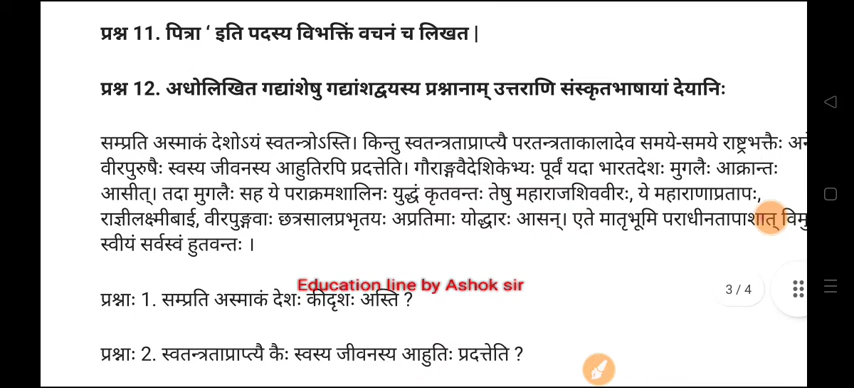 प्रश्न 11. पित्रा ‘ इति पदस्य विभक्तिं वचनं च लिखत |
प्रश्न 12. अधोलिखित गद्यांशेषु गद्यांशद्वयस्य प्रश्नानाम् उत्तराणि संस्कृतभाषायां देयानिः
सम्प्रति अस्माकं देशोऽयं स्वतन्त्रोऽस्ति। किन्तु स्वतन्त्रताप्राप्त्यै परतन्त्रताकालादेव समये-समये राष्ट्रभक्तैः
वीरपुरुषैः स्वस्य जीवनस्य आहुतिरपि प्रदत्तेति। गौराङ्गवैदेशिकेभ्यः पूर्वं यदा भारतदेशः मुगलैः आक्रान्तः
आसीत्। तदा मुगलैः सह ये पराक्रमशालिनः युद्धं कृतवन्तः तेषु महाराजशिववीरः, ये महाराणाप्रतापः,
राज्ञीलक्ष्मीबाई, वीरपुङ्गवाः छत्रसालप्रभृतयः अप्रतिमाः योद्धारः आसन्। एते मातृभूमि पराधीनतापाशात्
स्वीयं सर्वस्वं हुतवन्तः ।
Education line by Ashok sir
प्रश्नाः 1. सम्प्रति अस्माकं देशः कीदृशः अस्ति ?
3 / 4
प्रश्नाः 2. स्वतन्त्रताप्राप्त्यै कैः स्वस्य जीवनस्य आहुतिः प्रदत्तेति ?